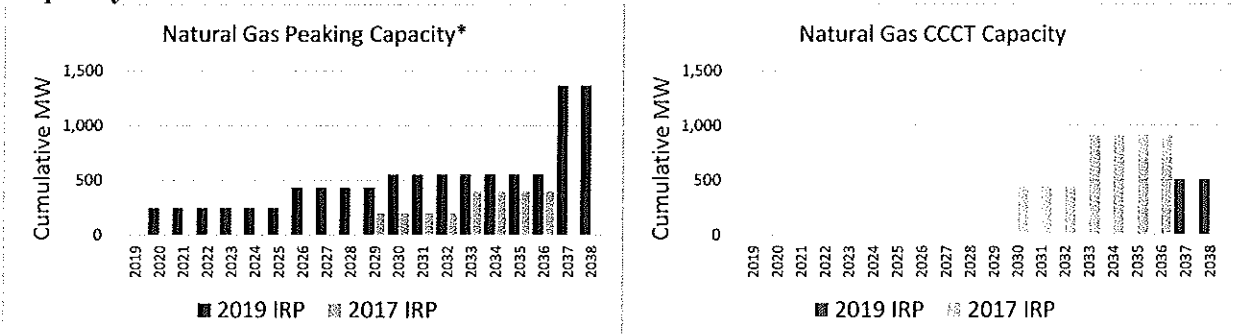 Natural Gas Peaking Capacity*
Cumulative MW
1,500
1,000
500
0
2019 2020 2021 2022 2023 2024 2025 2026 2027 2028 2029 2030 2031 2032 2033 2034 2035 2036 2037 2038
2019 IRP 2017 IRP
Natural Gas CCCT Capacity
Cumulative MW
1,500
1,000
500
0
2019 2020 2021 2022 2023 2024 2025 2026 2027 2028 2029 2030 2031 2032 2033 2034 2035 2036 2037 2038
2019 IRP 2017 IRP